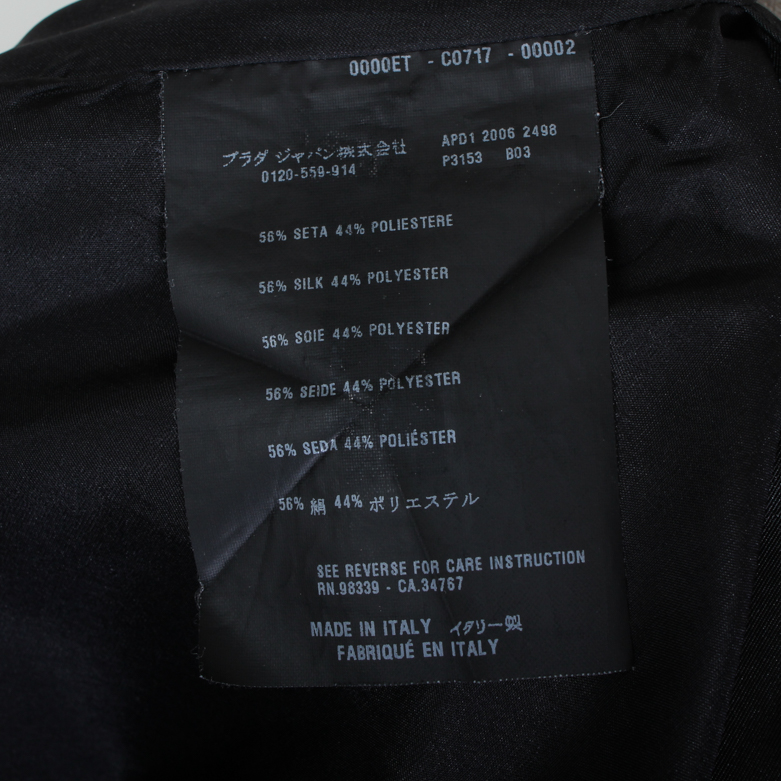 0000ET - C0717 - 00002
プラダ ジャパン株式会社 APD1 2006 2498
0120-559-914 P3153 B03
56% SETA 44% POLIESTERE
56% SILK 44% POLYESTER
56% SOIE 44% POLYESTER
56% SEIDE 44% POLYESTER
56% SEDA 44% POLIÉSTER
56% 絹 44% ポリエステル
SEE REVERSE FOR CARE INSTRUCTION
RN.98339 - CA.34767
MADE IN ITALY イタリー製
FABRIQUÉ EN ITALY